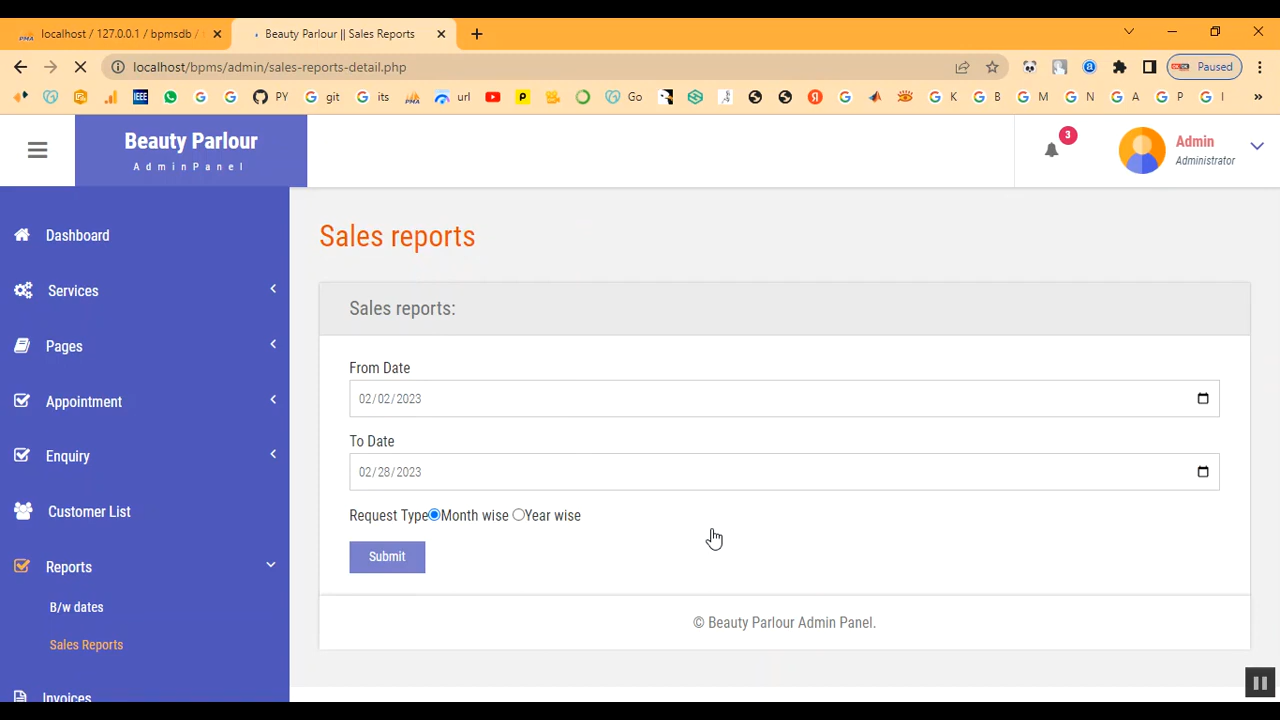 localhost / 127.0.0.1 / bpmsdb /
Beauty Parlour || Sales Reports
localhost/bpms/admin/sales-reports-detail.php
Paused
IEEE
PY
git
its
url
Go
K
B
M
N
A
P
I
»
Beauty Parlour
AdminPanel
3
Admin
Administrator
Dashboard
Services
Pages
Appointment
Enquiry
Customer List
Reports
B/w dates
Sales Reports
Invoices
Sales reports
Sales reports:
From Date
02/02/2023
To Date
02/28/2023
Request Type Month wise Year wise
Submit
© Beauty Parlour Admin Panel.